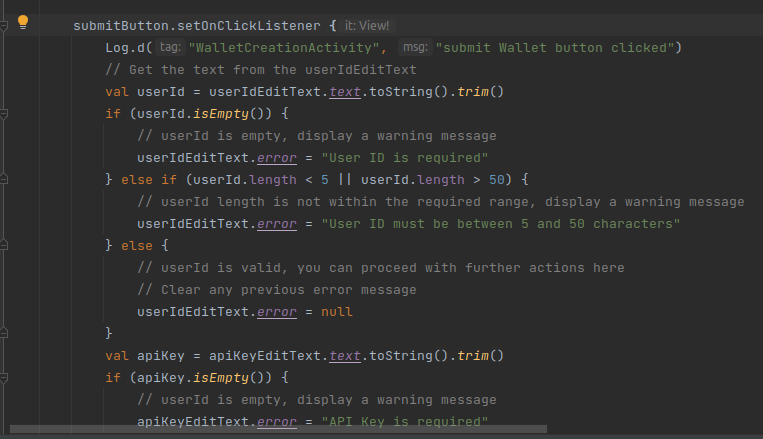 submitButton.setOnClickListener { it: View!
Log.d( tag: "WalletCreationActivity", msg: "submit Wallet button clicked")
// Get the text from the userIdEditText
val userId = userIdEditText.text.toString().trim()
if (userId.isEmpty()) {
// userId is empty, display a warning message
userIdEditText.error = "User ID is required"
} else if (userId.length < 5 || userId.length > 50) {
// userId length is not within the required range, display a warning message
userIdEditText.error = "User ID must be between 5 and 50 characters"
} else {
// userId is valid, you can proceed with further actions here
// Clear any previous error message
userIdEditText.error = null
}
val apiKey = apiKeyEditText.text.toString().trim()
if (apiKey.isEmpty()) {
// userId is empty, display a warning message
apiKeyEditText.error = "API Key is required"